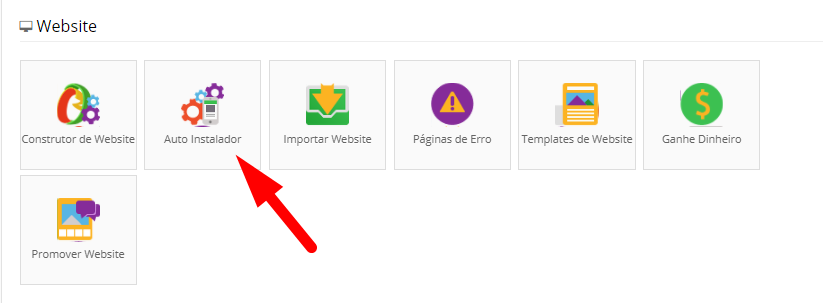 Website
Construtor de Website
Auto Instalador
Importar Website
Páginas de Erro
Templates de Website
Ganhe Dinheiro
Promover Website